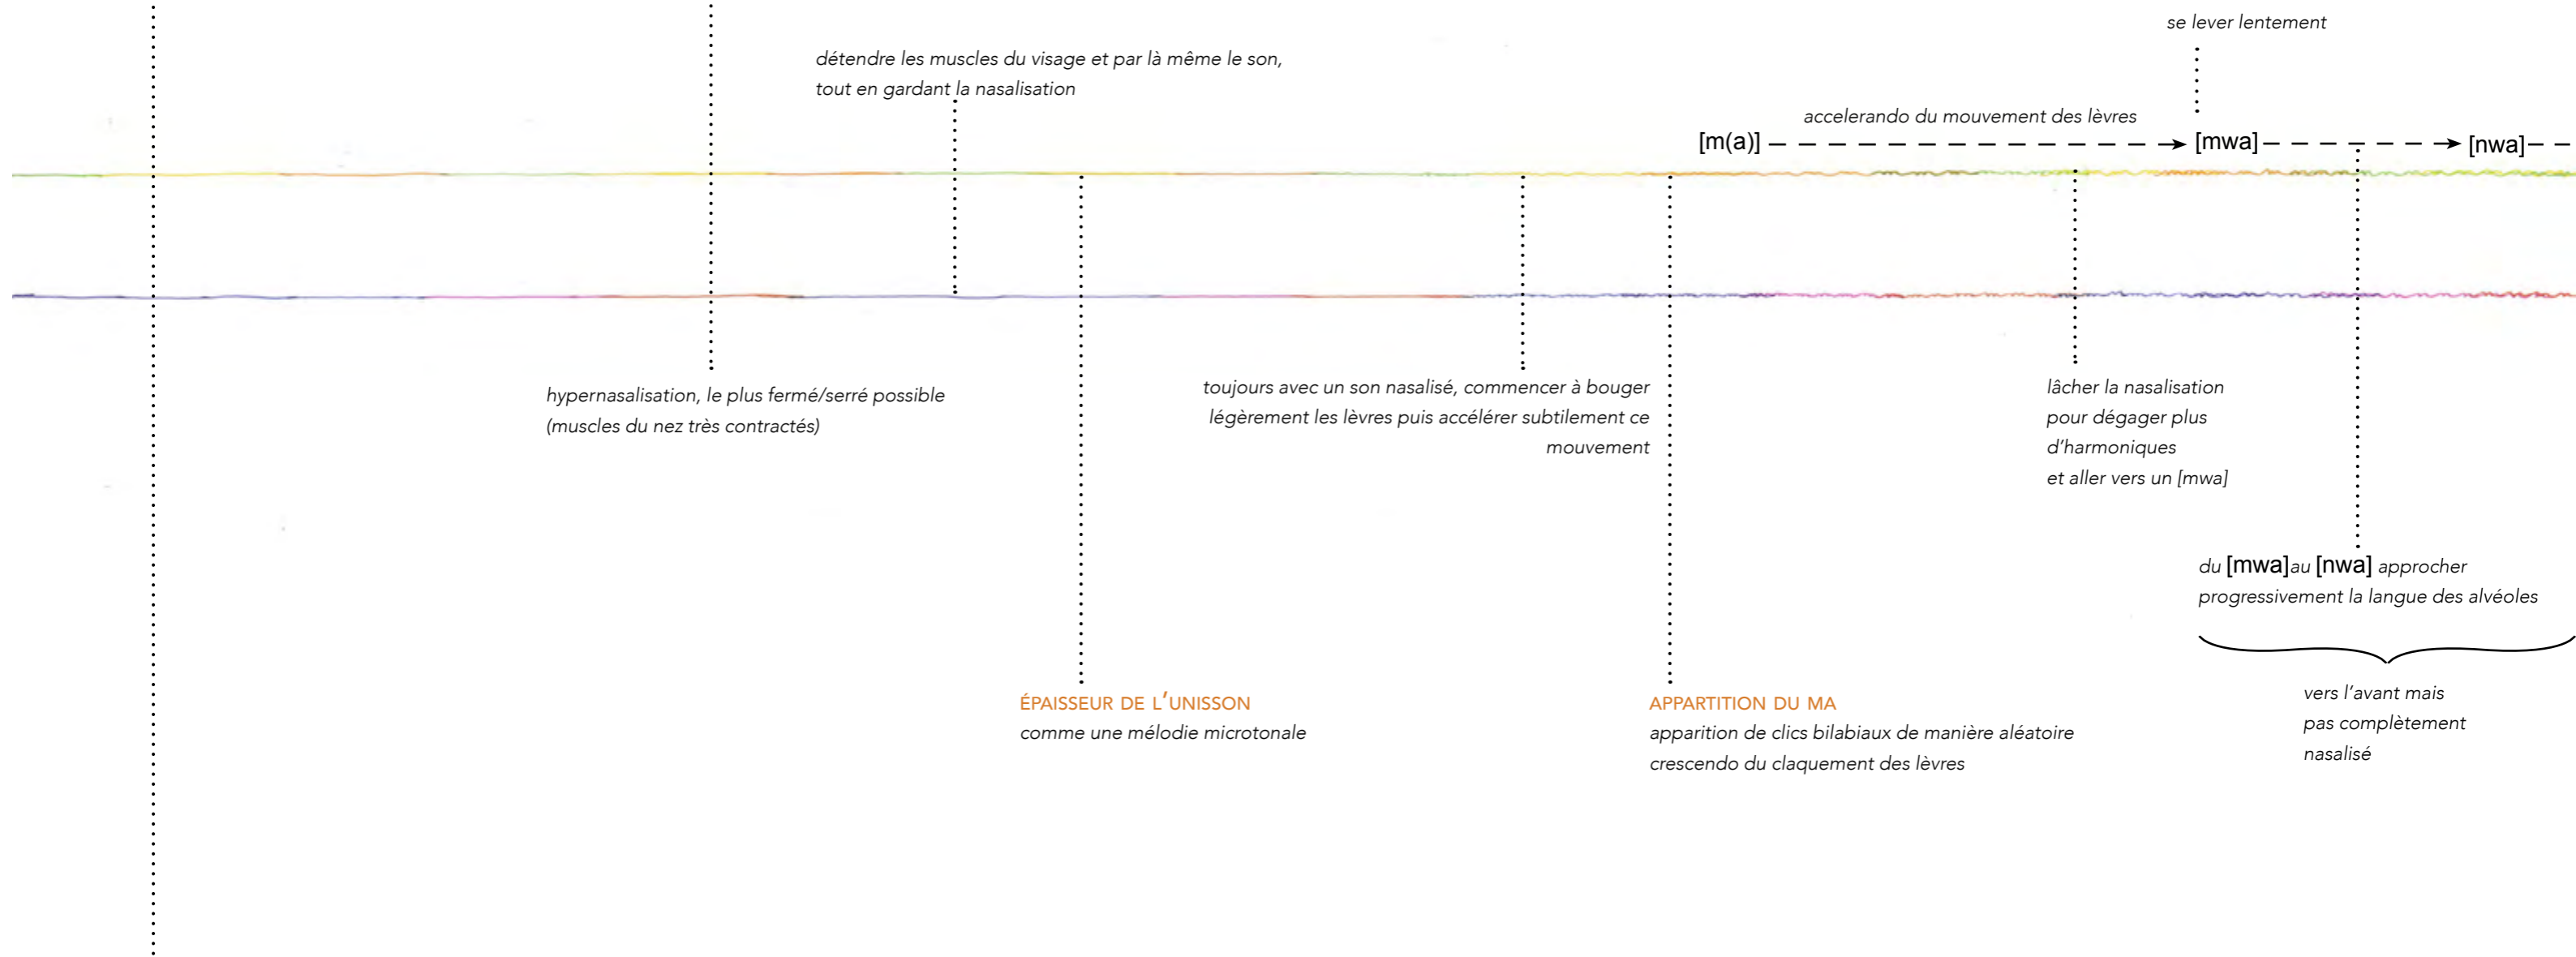 se lever lentement
détendre les muscles du visage et par là même le son,
tout en gardant la nasalisation
accelerando du mouvement des lèvres
[m(a)]
[mwa]
[nwa]
hypernasalisation, le plus fermé/serré possible
(muscles du nez très contractés)
toujours avec un son nasalisé, commencer à bouger
légèrement les lèvres puis accélérer subtilement ce
mouvement
lâcher la nasalisation
pour dégager plus
d'harmoniques
et aller vers un [mwa]
du [mwa]au [nwa] approcher
progressivement la langue des alvéoles
ÉPAISSEUR DE L'UNISSON
comme une mélodie microtonale
APPARTITION DU MA
apparition de clics bilabiaux de manière aléatoire
crescendo du claquement des lèvres
vers l'avant mais
pas complètement
nasalisé